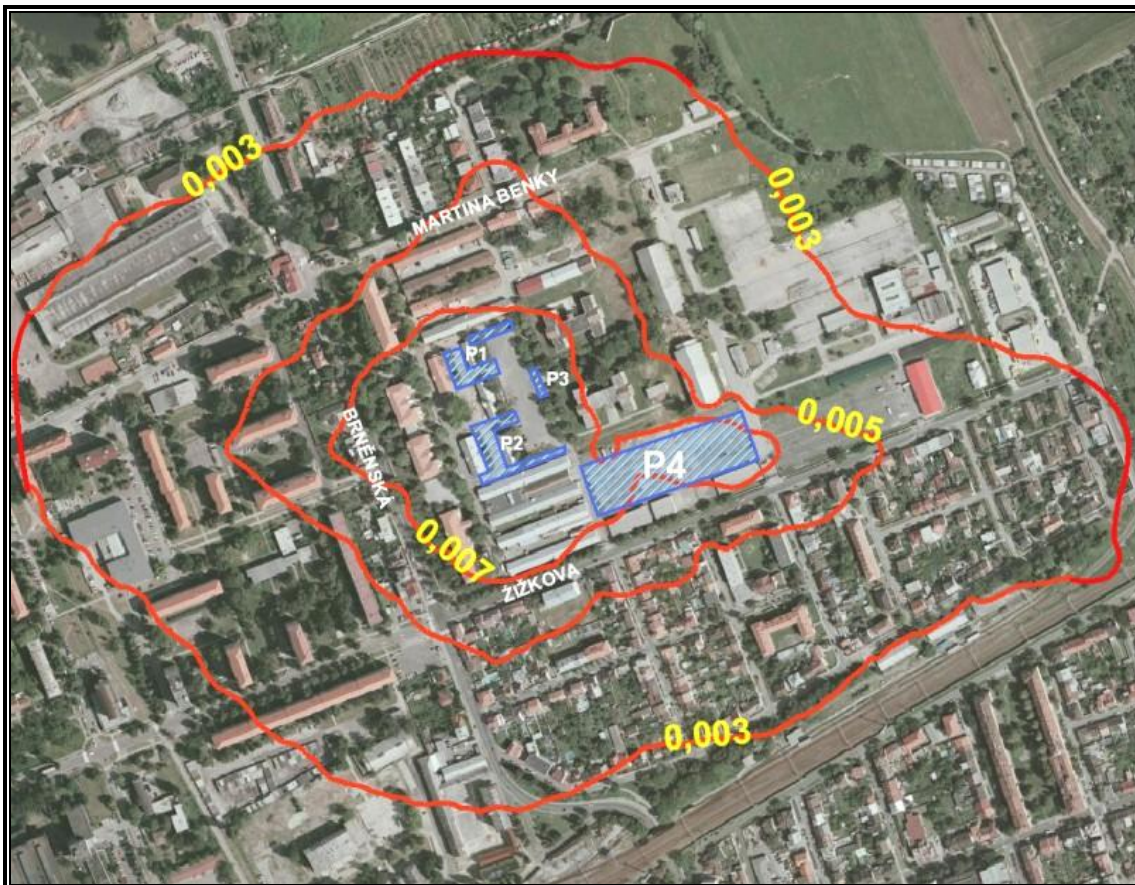 0,003
MARTINA BENKY
0,003
P1
P3
0,005
BRNĚNSKÁ
P2
P4
0,007
ŽIŽKOVA
0,003